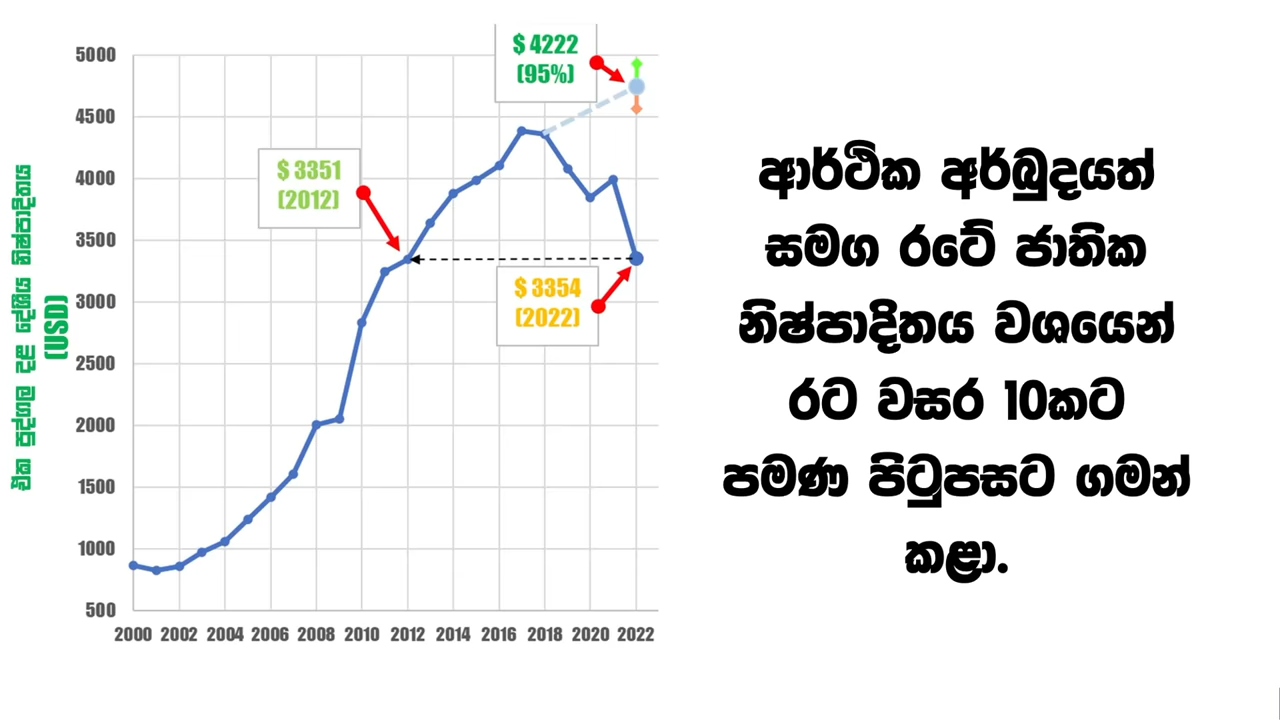 $ 4222
(95%)
5000
4500
4000
3500
3000
2500
2000
1500
1000
500
$ 3351
(2012)
$ 3354
(2022)
2000 2002 2004 2006 2008 2010 2012 2014 2016 2018 2020 2022
ඒක පුද්ගල දළ දේශීය නිෂ්පාදිතය
(USD)
ආර්ථික අර්බුදයත්
සමග රටේ ජාතික
නිෂ්පාදිතය වශයෙන්
රට වසර 10කට
පමණ පිටුපසට ගමන්
කළා.